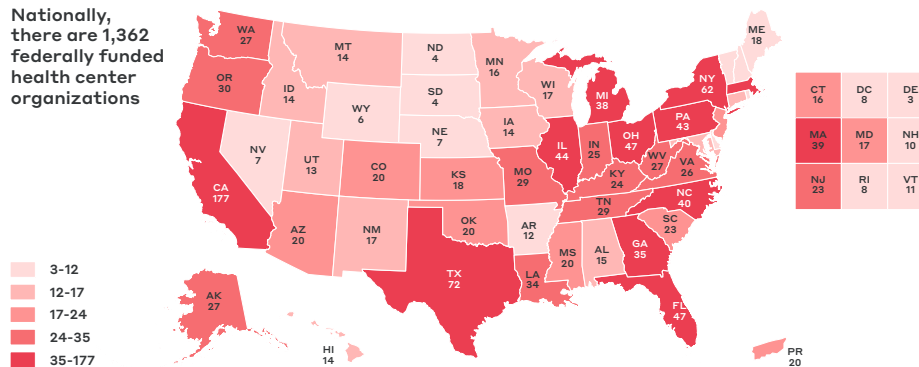 Nationally,
there are 1,362
federally funded
health center
organizations
WA
27
OR
30
CA
177
NV
7
ID
14
MT
14
WY
6
UT
13
AZ
20
CO
20
NM
17
ND
4
SD
4
NE
7
KS
18
OK
20
TX
72
MN
16
IA
14
MO
29
AR
12
LA
34
WI
17
IL
44
MI
38
IN
25
OH
47
KY
24
TN
29
MS
20
AL
15
GA
35
FL
47
SC
23
NC
40
VA
26
WV
27
PA
43
NY
62
ME
18
AK
27
HI
14
PR
20
CT
16
DC
8
DE
3
MA
39
MD
17
NH
10
NJ
23
RI
8
VT
11
3-12
12-17
17-24
24-35
35-177